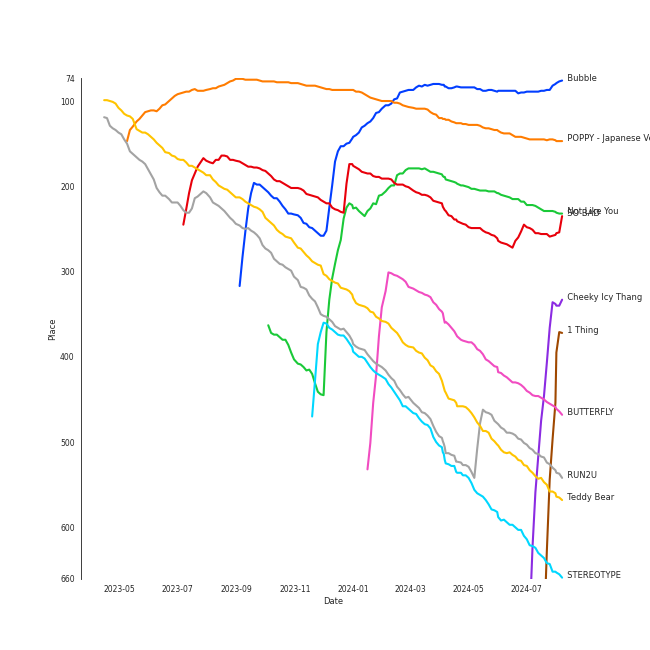 74
100
200
300
400
500
600
660
Place
2023-05
2023-07
2023-09
2023-11
2024-01
2024-03
2024-05
2024-07
Date
Bubble
POPPY - Japanese Ve
Not Like You
SO BAD
Cheeky Icy Thang
1 Thing
BUTTERFLY
RUN2U
Teddy Bear
STEREOTYPE